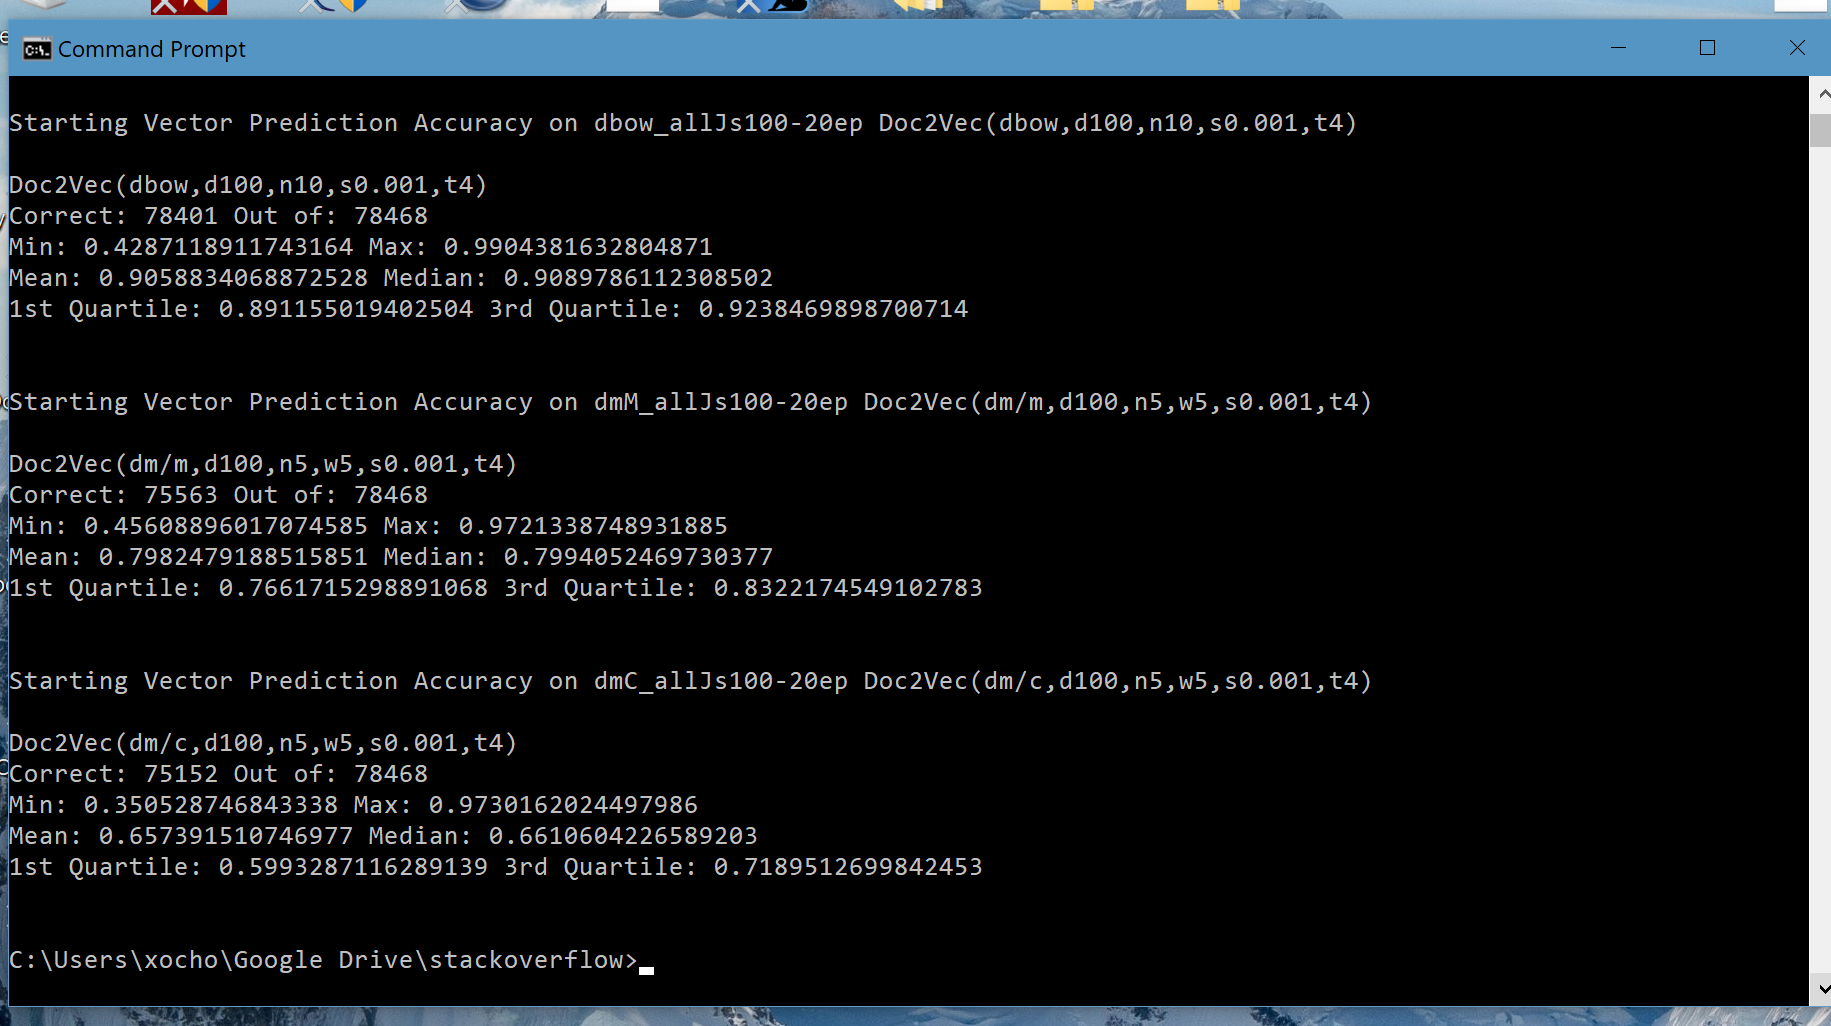 Command Prompt
Starting Vector Prediction Accuracy on dbow_allJs100-20ep Doc2Vec(dbow,d100,n10,s0.001,t4)
Doc2Vec(dbow,d100,n10,s0.001,t4)
Correct: 78401 Out of: 78468
Min: 0.4287118911743164 Max: 0.9904381632804871
Mean: 0.9058834068872528 Median: 0.9089786112308502
1st Quartile: 0.891155019402504 3rd Quartile: 0.9238469898700714
Starting Vector Prediction Accuracy on dmM_allJs100-20ep Doc2Vec(dm/m,d100,n5,w5,s0.001,t4)
Doc2Vec(dm/m,d100,n5,w5,s0.001,t4)
Correct: 75563 Out of: 78468
Min: 0.45608896017074585 Max: 0.9721338748931885
Mean: 0.7982479188515851 Median: 0.7994052469730377
1st Quartile: 0.7661715298891068 3rd Quartile: 0.8322174549102783
Starting Vector Prediction Accuracy on dmC_allJs100-20ep Doc2Vec(dm/c,d100,n5,w5,s0.001,t4)
Doc2Vec(dm/c,d100,n5,w5,s0.001,t4)
Correct: 75152 Out of: 78468
Min: 0.350528746843338 Max: 0.9730162024497986
Mean: 0.657391510746977 Median: 0.6610604226589203
1st Quartile: 0.5993287116289139 3rd Quartile: 0.7189512699842453
C:\Users\xocho\Google Drive\stackoverflow>